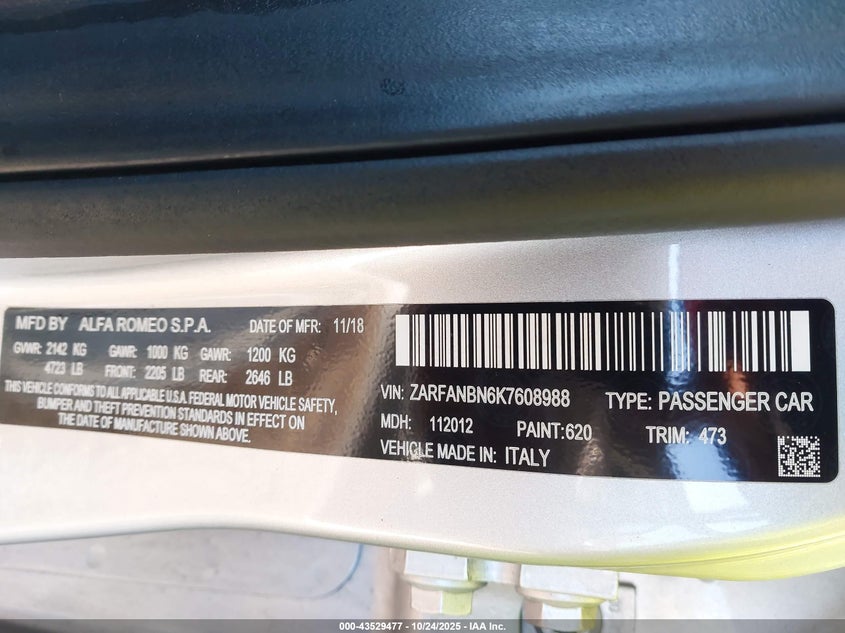 MFD BY ALFA ROMEO S.P.A. DATE OF MFR: 11/18
GVWR: 2142 KG GAWR: 1000 KG GAWR: 1200 KG
4723 LB FRONT: 2205 LB REAR: 2646 LB
THIS VEHICLE CONFORMS TO ALL APPLICABLE U.S.A. FEDERAL MOTOR VEHICLE SAFETY,
BUMPER AND THEFT PREVENTION STANDARDS IN EFFECT ON
THE DATE OF MANUFACTURE SHOWN ABOVE.
VIN: ZARFANBN6K7608988 TYPE: PASSENGER CAR
MDH: 112012 PAINT:620 TRIM: 473
VEHICLE MADE IN: ITALY
000-43529477 - 10/24/2025 - IAA Inc.